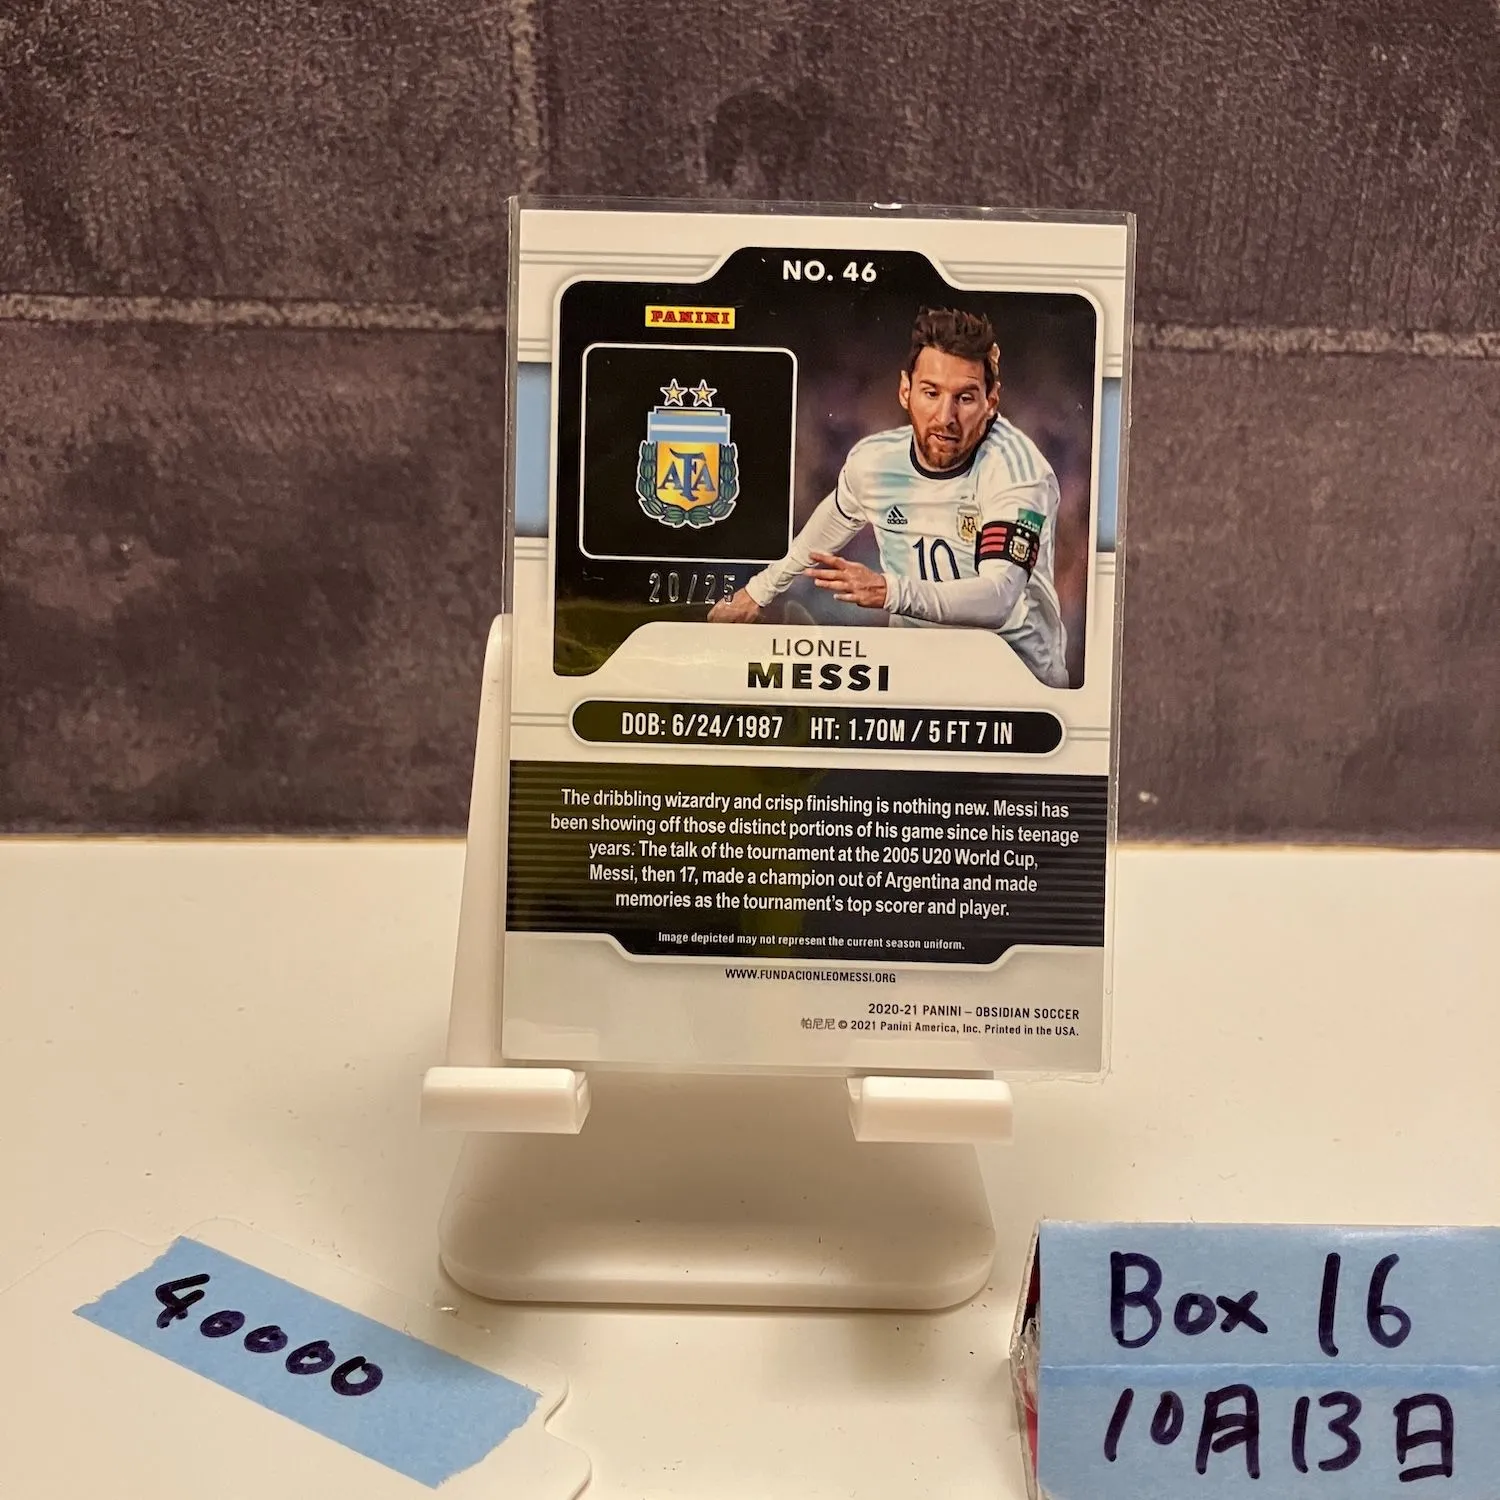 NO. 46
PANINI
AFA
20/25
10
LIONEL
MESSI
DOB: 6/24/1987 HT: 1.70M / 5 FT 7 IN
The dribbling wizardry and crisp finishing is nothing new. Messi has
been showing off those distinct portions of his game since his teenage
years. The talk of the tournament at the 2005 U20 World Cup,
Messi, then 17, made a champion out of Argentina and made
memories as the tournament's top scorer and player.
Image depicted may not represent the current season uniform.
WWW.FUNDACIONLEOMESSI.ORG
2020-21 PANINI – OBSIDIAN SOCCER
帕尼尼 © 2021 Panini America, Inc. Printed in the USA.
40000
Box 16
10月13日